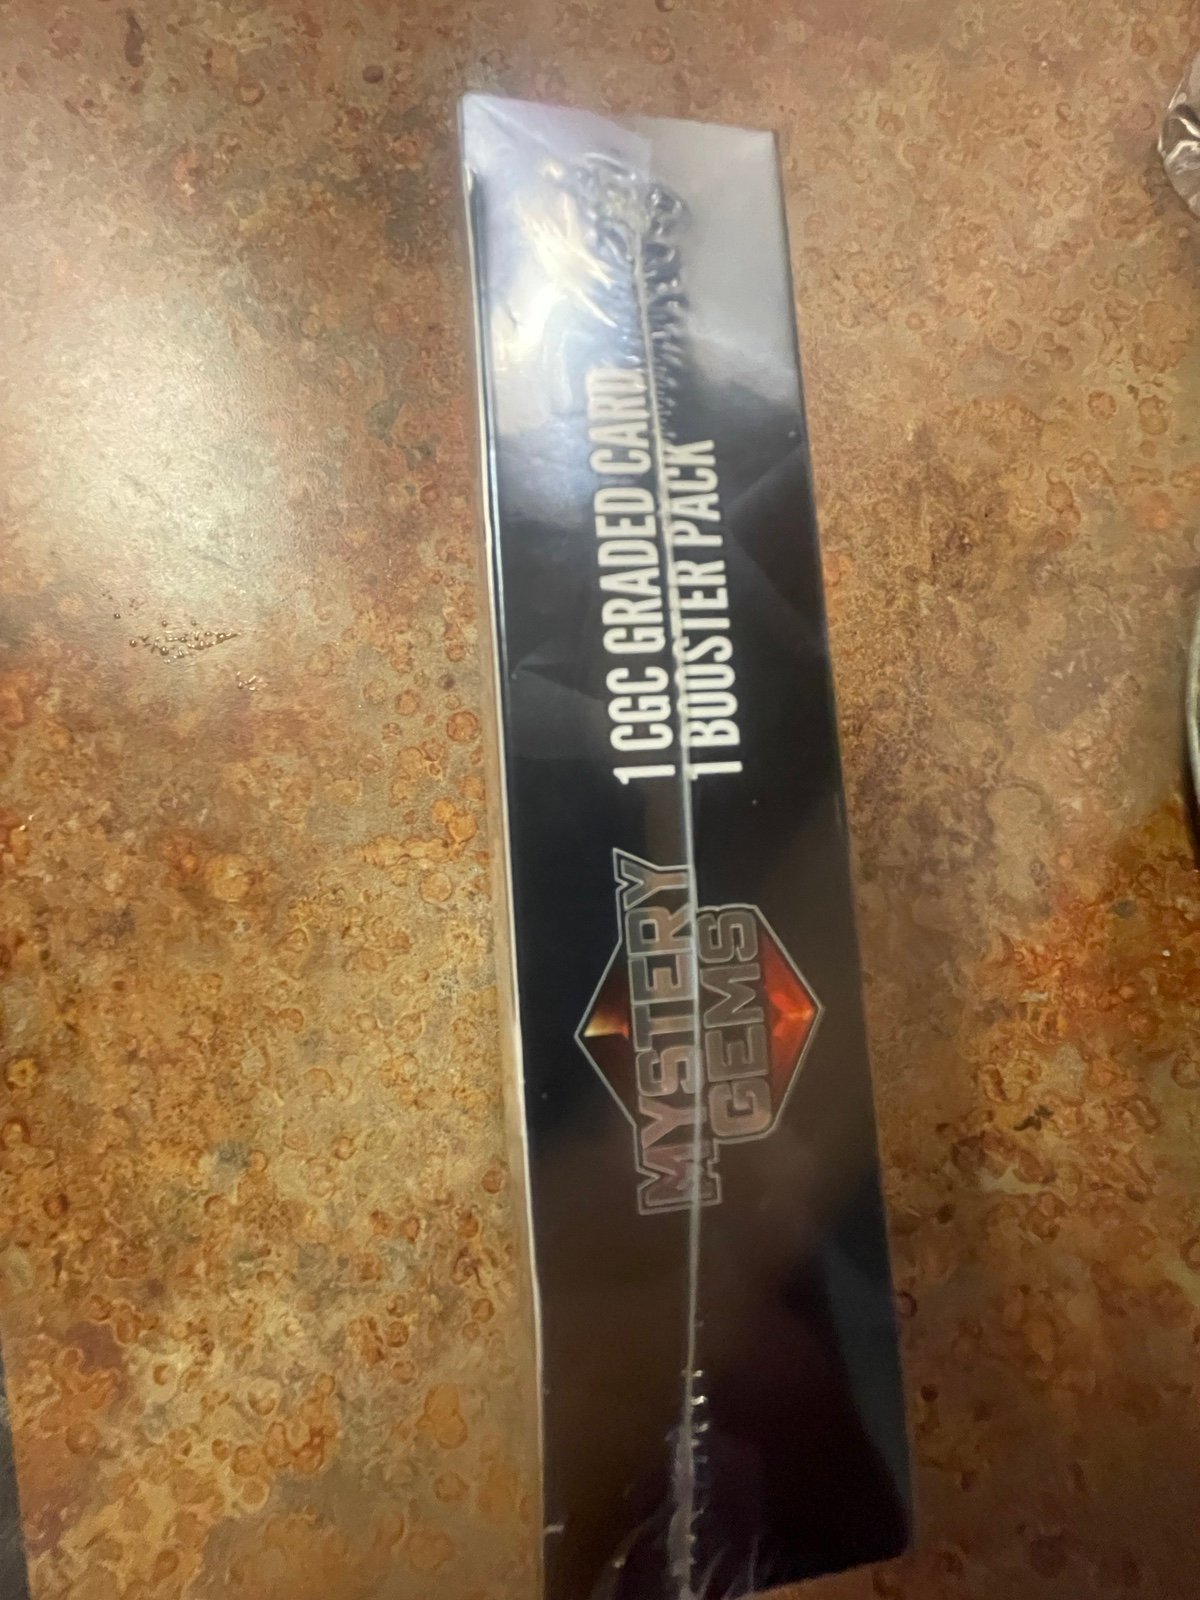 1 CGC GRADED CARD
1 BOOSTER PACK
MYSTERY
GEMS